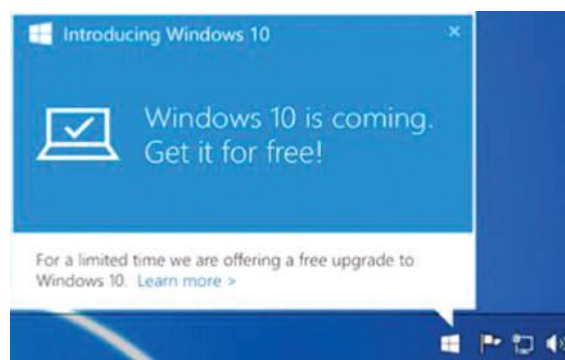 Introducing Windows 10
Windows 10 is coming.
Get it for free!
For a limited time we are offering a free upgrade to
Windows 10. Learn more >